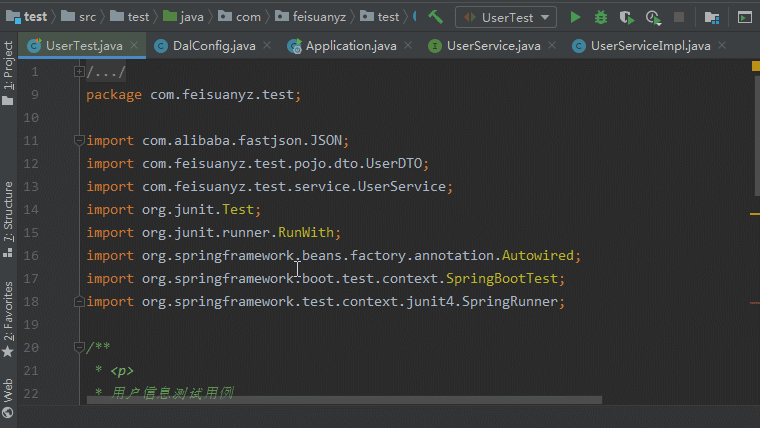 test src test java com feisuanyz test UserTest
UserTest.java DalConfig.java Application.java UserService.java UserServiceImpl.java
1: Project
7: Structure
2: Favorites
Web
1 /.../
9 package com.feisuanyz.test;
10
11 import com.alibaba.fastjson.JSON;
12 import com.feisuanyz.test.pojo.dto.UserDTO;
13 import com.feisuanyz.test.service.UserService;
14 import org.junit.Test;
15 import org.junit.runner.RunWith;
16 import org.springframework.beans.factory.annotation.Autowired;
17 import org.springframework.boot.test.context.SpringBootTest;
18 import org.springframework.test.context.junit4.SpringRunner;
19
20 /**
21 * <p>
22 * 用户信息测试用例